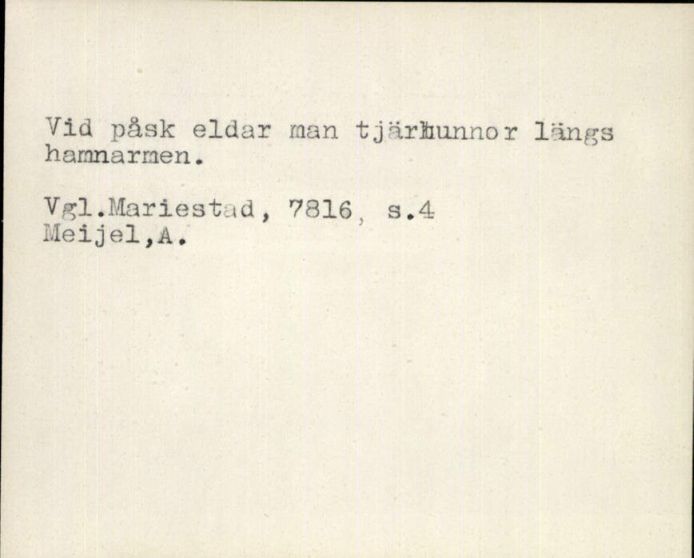 Vid påsk eldar man tjärtunnor längs
hamnarmen.
Vgl.Mariestad, 7816, s.4
Meijel,A.